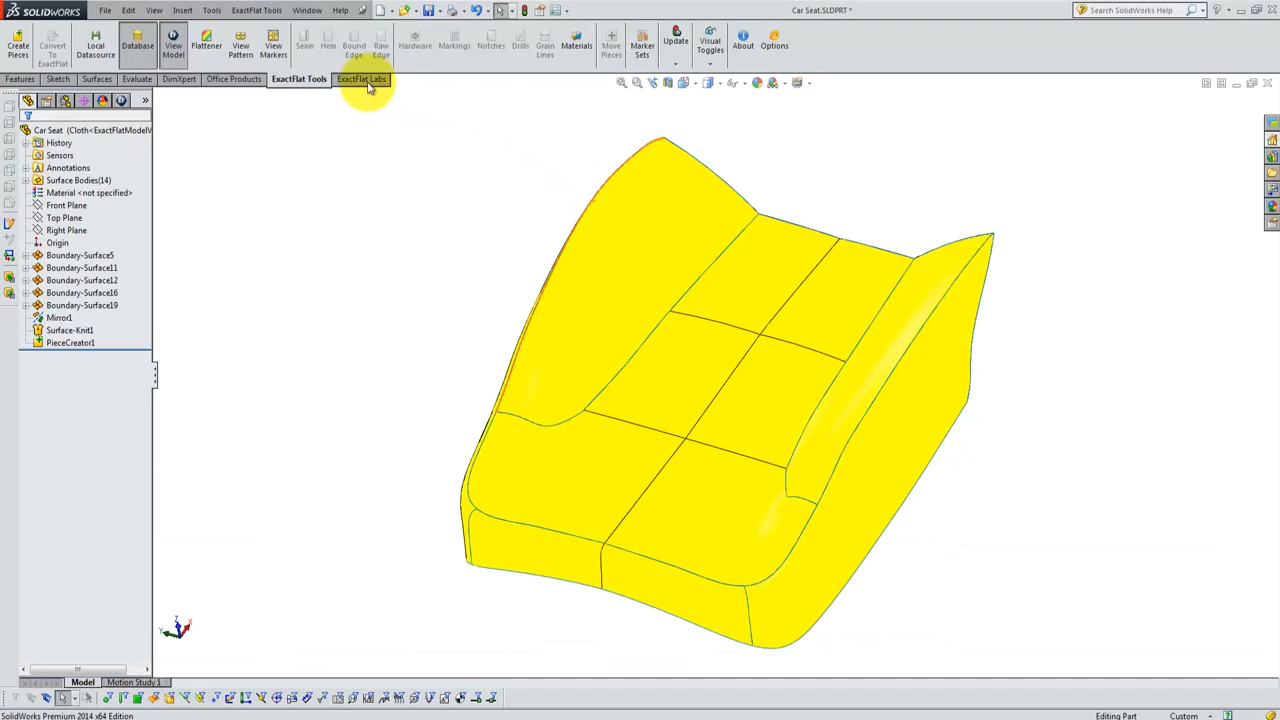 SOLIDWORKS File Edit View Insert Tools ExactFlat Tools Window Help Car Seat.SLDPRT * Search SolidWorks Help
Create Pieces
Convert To ExactFlat
Local Datasource
Database
View Model
Flattener
View Pattern
View Markers
Seam
Hem
Bound Edge
Raw Edge
Hardware
Markings
Notches
Drills
Grain Lines
Materials
Move Pieces
Marker Sets
Update
Visual Toggles
About
Options
Features Sketch Surfaces Evaluate DimXpert Office Products ExactFlat Tools ExactFlat Labs
Car Seat (Cloth<ExactFlatModelV
History
Sensors
Annotations
Surface Bodies(14)
Material <not specified>
Front Plane
Top Plane
Right Plane
Origin
Boundary-Surface5
Boundary-Surface11
Boundary-Surface12
Boundary-Surface16
Boundary-Surface19
Mirror1
Surface-Knit1
PieceCreator1
Z
Y X
Model Motion Study 1
SolidWorks Premium 2014 x64 Edition Editing Part Custom